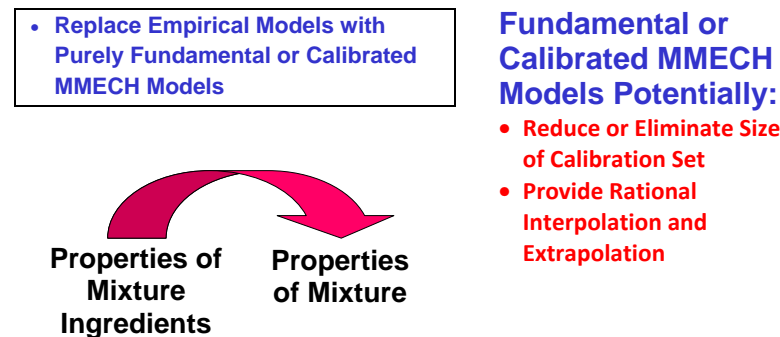 • Replace Empirical Models with
Purely Fundamental or Calibrated
MMECH Models
Properties of
Mixture
Ingredients
Properties
of Mixture
Fundamental or
Calibrated MMECH
Models Potentially:
• Reduce or Eliminate Size
of Calibration Set
• Provide Rational
Interpolation and
Extrapolation